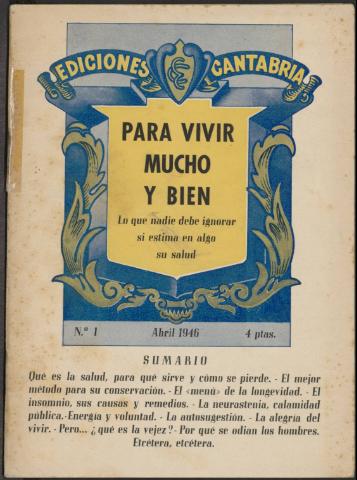 EDICIONES CANTABRIA
PARA VIVIR
MUCHO
Y BIEN
Lo que nadie debe ignorar
si estima en algo
su salud
N.º 1 Abril 1946 4 ptas.
SUMARIO
Qué es la salud, para qué sirve y cómo se pierde. - El mejor
método para su conservación. - El «menú» de la longevidad. - El
insomnio, sus causas y remedios. - La neurastenia, calamidad
pública.-Energía y voluntad. - La autosugestión. - La alegría del
vivir. - Pero... ¿qué es la vejez?- Por qué se odian los hombres.
Etcétera, etcétera.